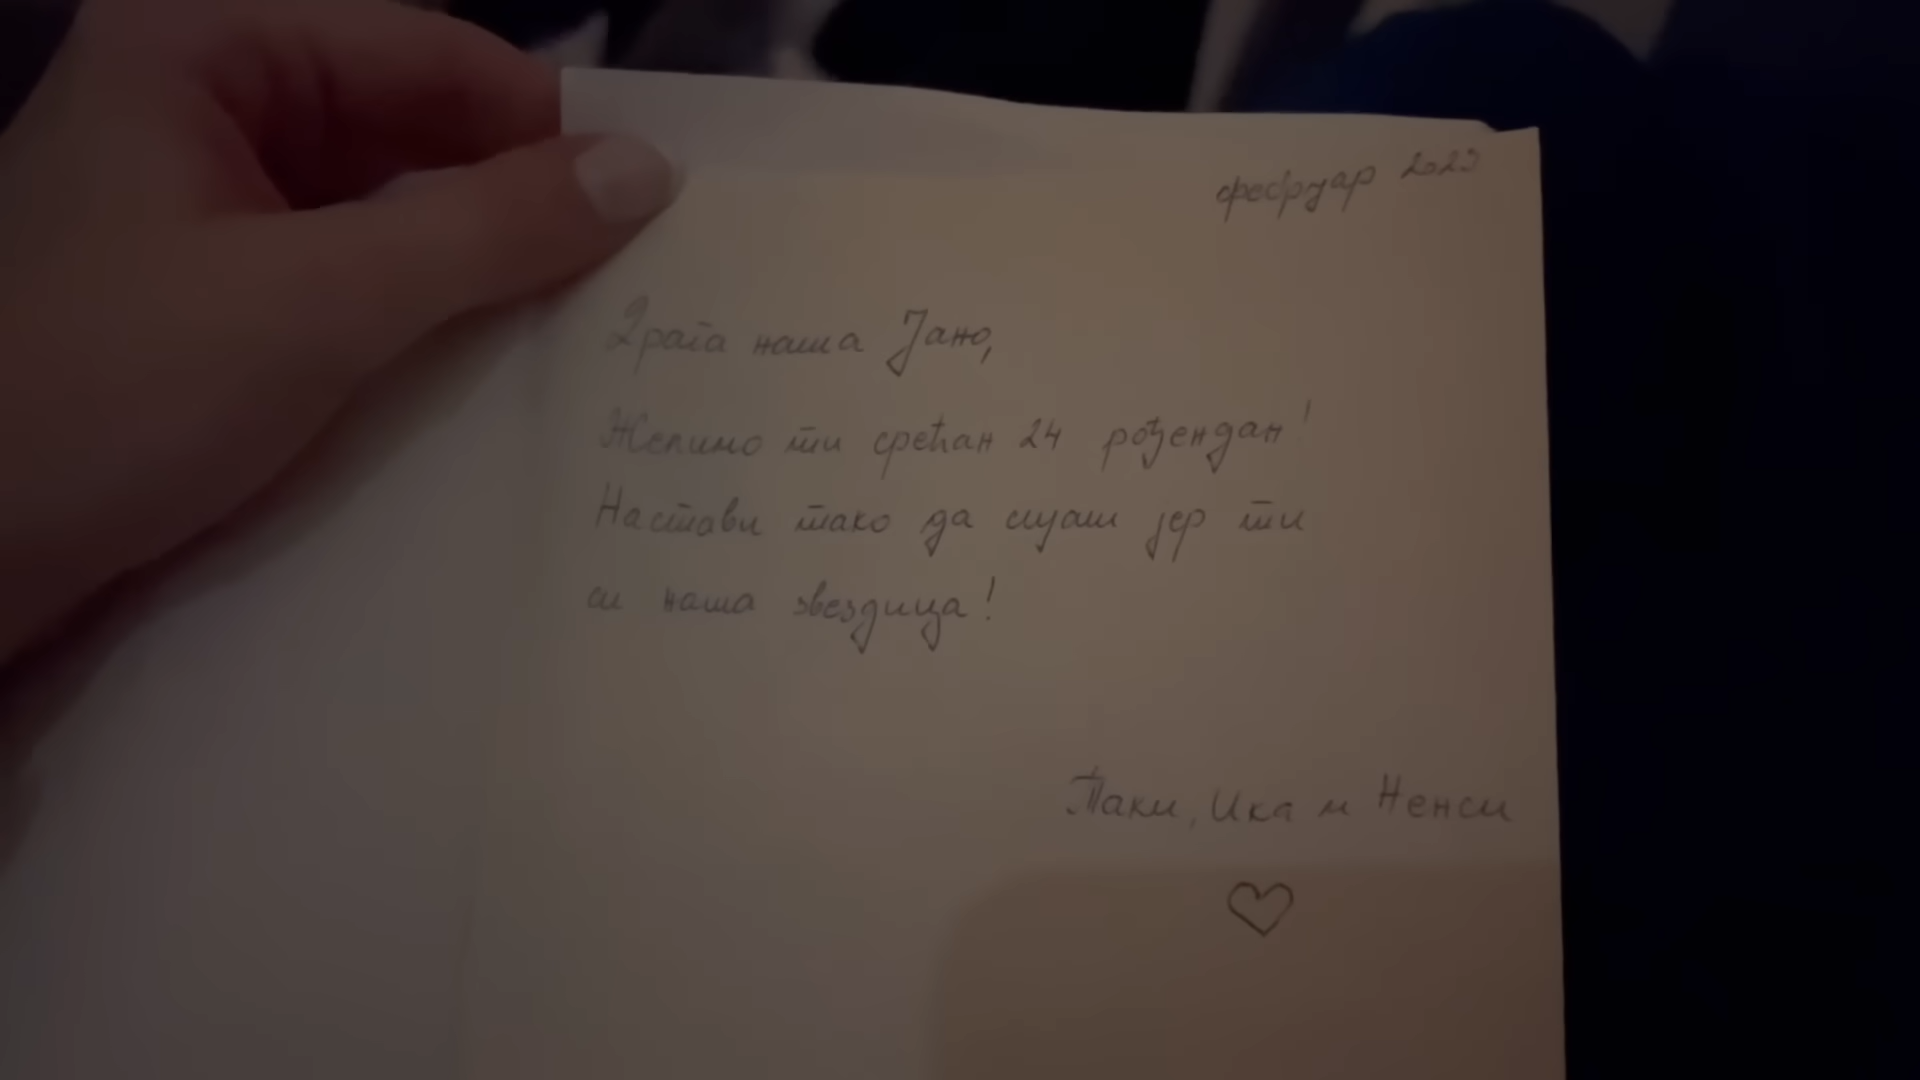 фебруар 2023
Драга наша Јано,
Желимо ти срећан 24 рођендан!
Настави тако да сијаш јер ти
си наша звездица!
Паки, Ика и Ненси